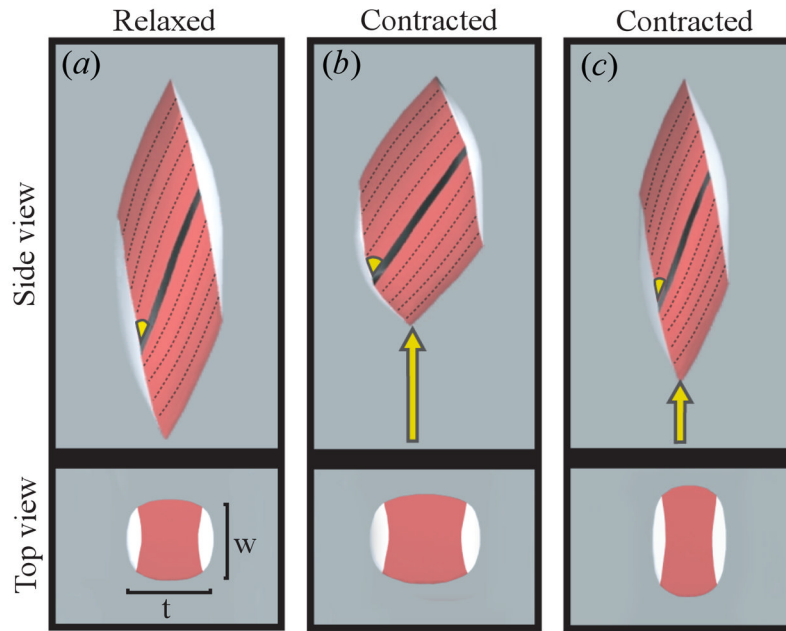 Relaxed Contracted Contracted
(a) (b) (c)
Side view
Top view
w
t